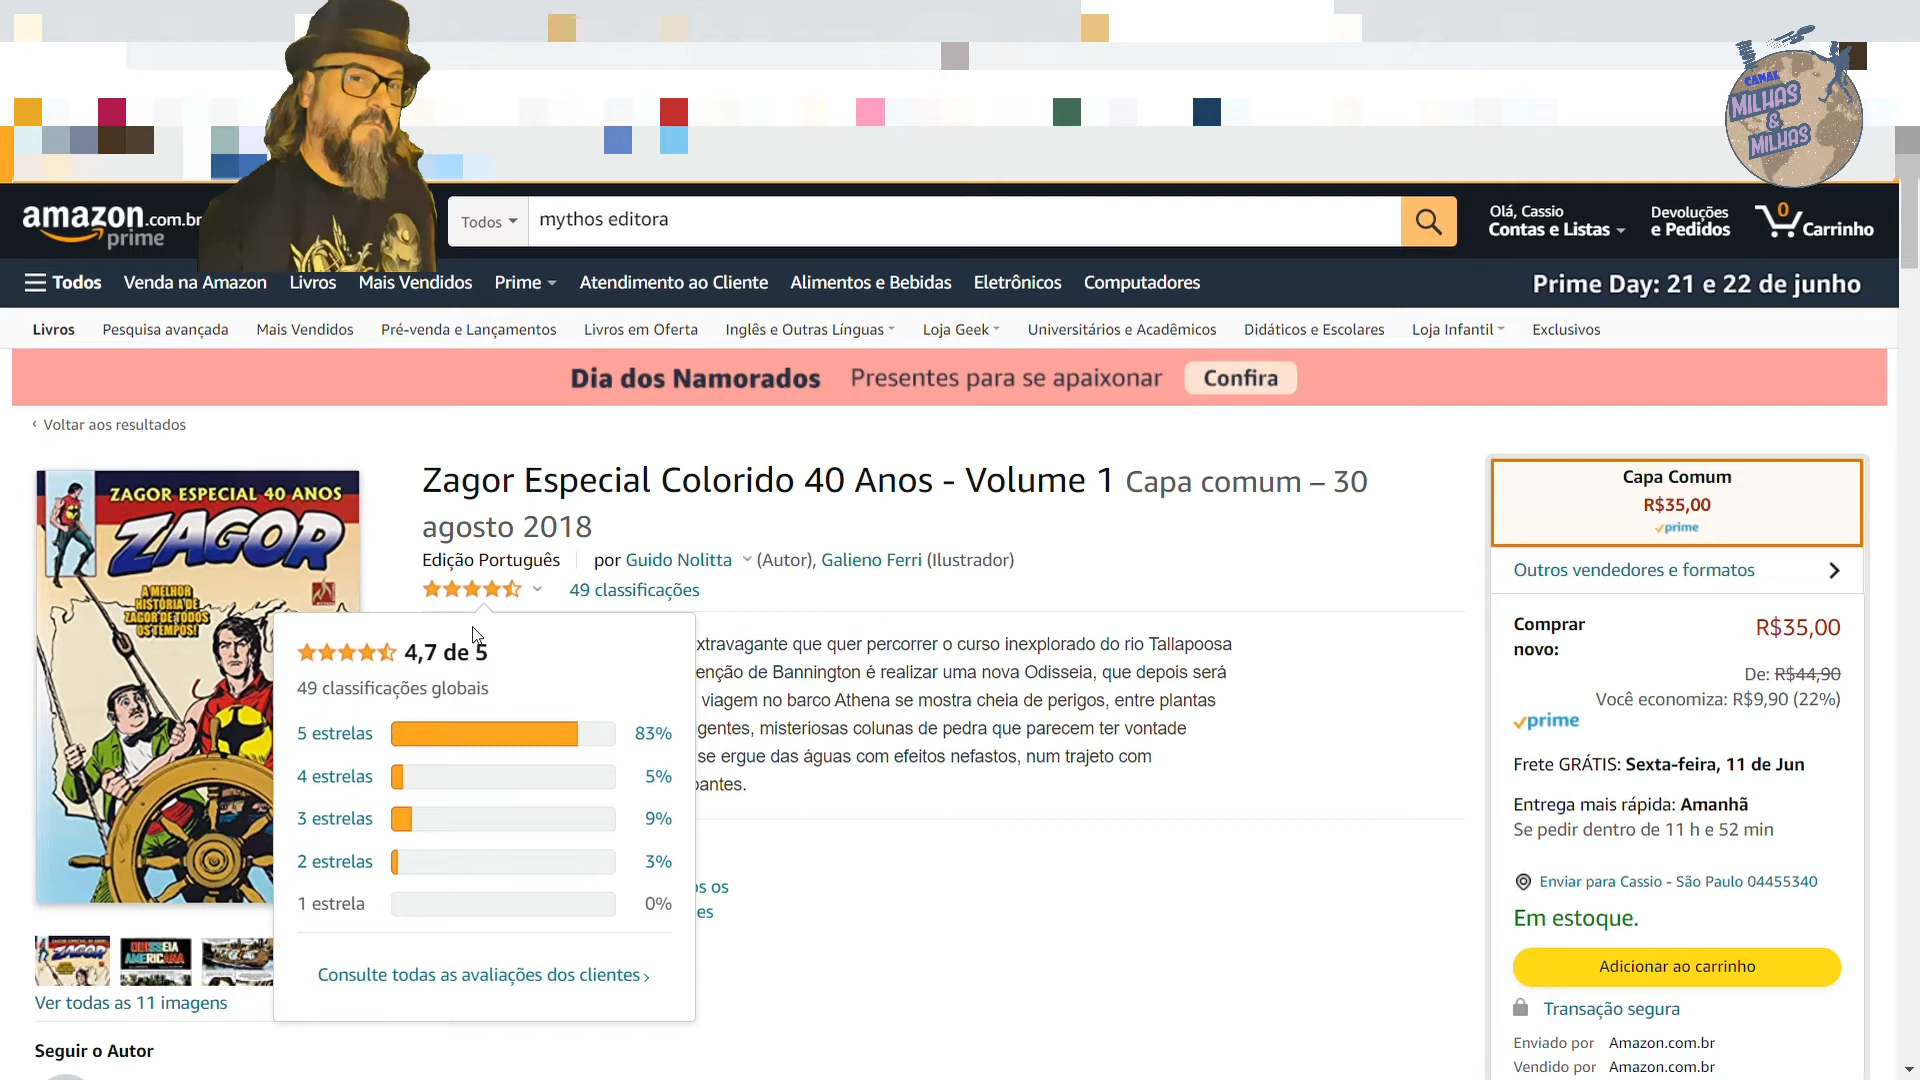 CANAL
MILHAS
&
MILHAS
amazon.com.br
prime
Todos
mythos editora
Olá, Cassio
Contas e Listas
Devoluções
e Pedidos
0
Carrinho
Todos
Venda na Amazon
Livros
Mais Vendidos
Prime
Atendimento ao Cliente
Alimentos e Bebidas
Eletrônicos
Computadores
Prime Day: 21 e 22 de junho
Livros
Pesquisa avançada
Mais Vendidos
Pré-venda e Lançamentos
Livros em Oferta
Inglês e Outras Línguas
Loja Geek
Universitários e Acadêmicos
Didáticos e Escolares
Loja Infantil
Exclusivos
Dia dos Namorados Presentes para se apaixonar Confira
‹ Voltar aos resultados
ZAGOR ESPECIAL 40 ANOS
ZAGOR
A MELHOR
HISTÓRIA DE
ZAGOR DE TODOS
OS TEMPOS!
Zagor Especial Colorido 40 Anos - Volume 1 Capa comum – 30
agosto 2018
Edição Português
por Guido Nolitta (Autor), Galieno Ferri (Ilustrador)
49 classificações
xtravagante que quer percorrer o curso inexplorado do rio Tallapoosa
enção de Bannington é realizar uma nova Odisseia, que depois será
viagem no barco Athena se mostra cheia de perigos, entre plantas
gentes, misteriosas colunas de pedra que parecem ter vontade
se ergue das águas com efeitos nefastos, num trajeto com
antes.
os os
es
4,7 de 5
49 classificações globais
5 estrelas 83%
4 estrelas 5%
3 estrelas 9%
2 estrelas 3%
1 estrela 0%
Consulte todas as avaliações dos clientes ›
ZAGOR
ODISSEIA
AMERICANA
Ver todas as 11 imagens
Seguir o Autor
Capa Comum
R$35,00
prime
Outros vendedores e formatos
Comprar
novo:
R$35,00
De: R$44,90
Você economiza: R$9,90 (22%)
prime
Frete GRÁTIS: Sexta-feira, 11 de Jun
Entrega mais rápida: Amanhã
Se pedir dentro de 11 h e 52 min
Enviar para Cassio - São Paulo 04455340
Em estoque.
Adicionar ao carrinho
Transação segura
Enviado por Amazon.com.br
Vendido por Amazon.com.br